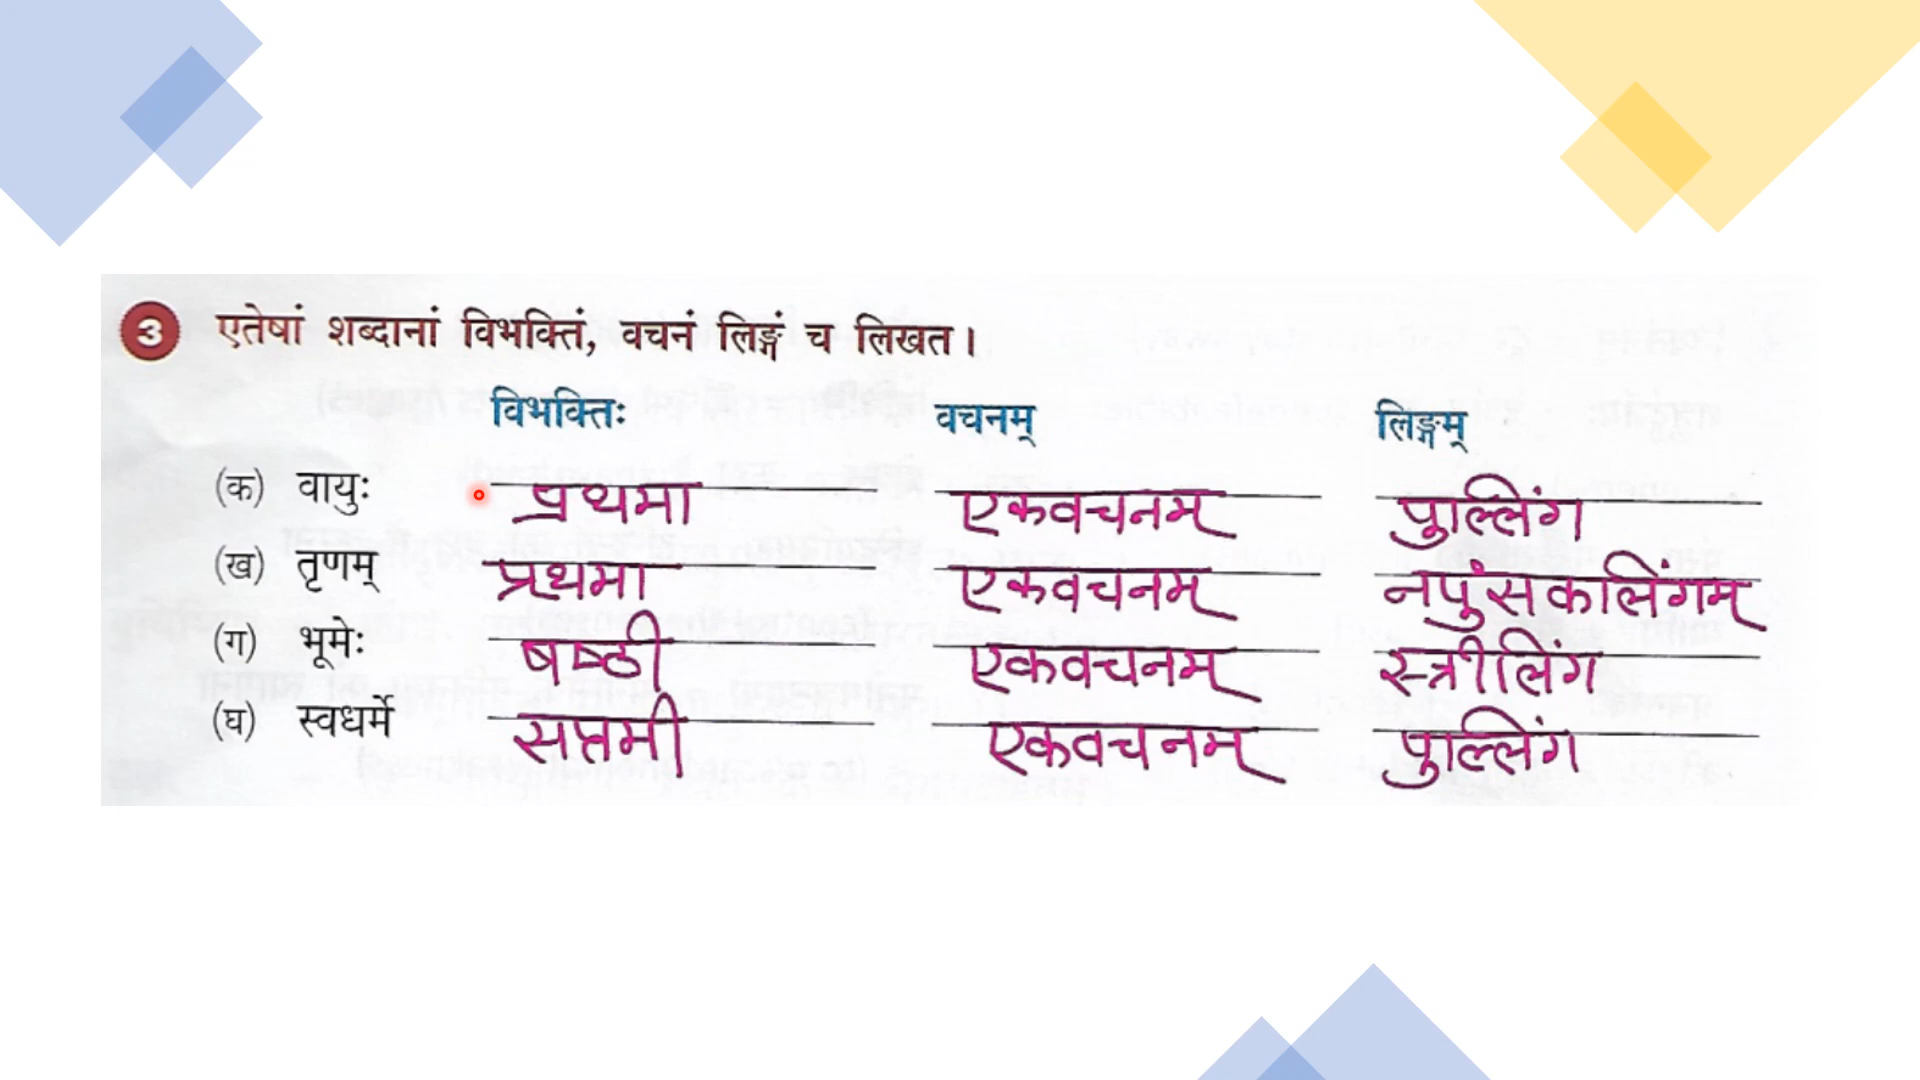 3 एतेषां शब्दानां विभक्तिं, वचनं लिङ्गं च लिखत।
विभक्तिः वचनम् लिङ्गम्
(क) वायुः प्रथमा एकवचनम् पुल्लिंग
(ख) तृणम् प्रथमा एकवचनम् नपुंसकलिंगम्
(ग) भूमेः षष्ठी एकवचनम् स्त्रीलिंग
(घ) स्वधर्मे सप्तमी एकवचनम् पुल्लिंग